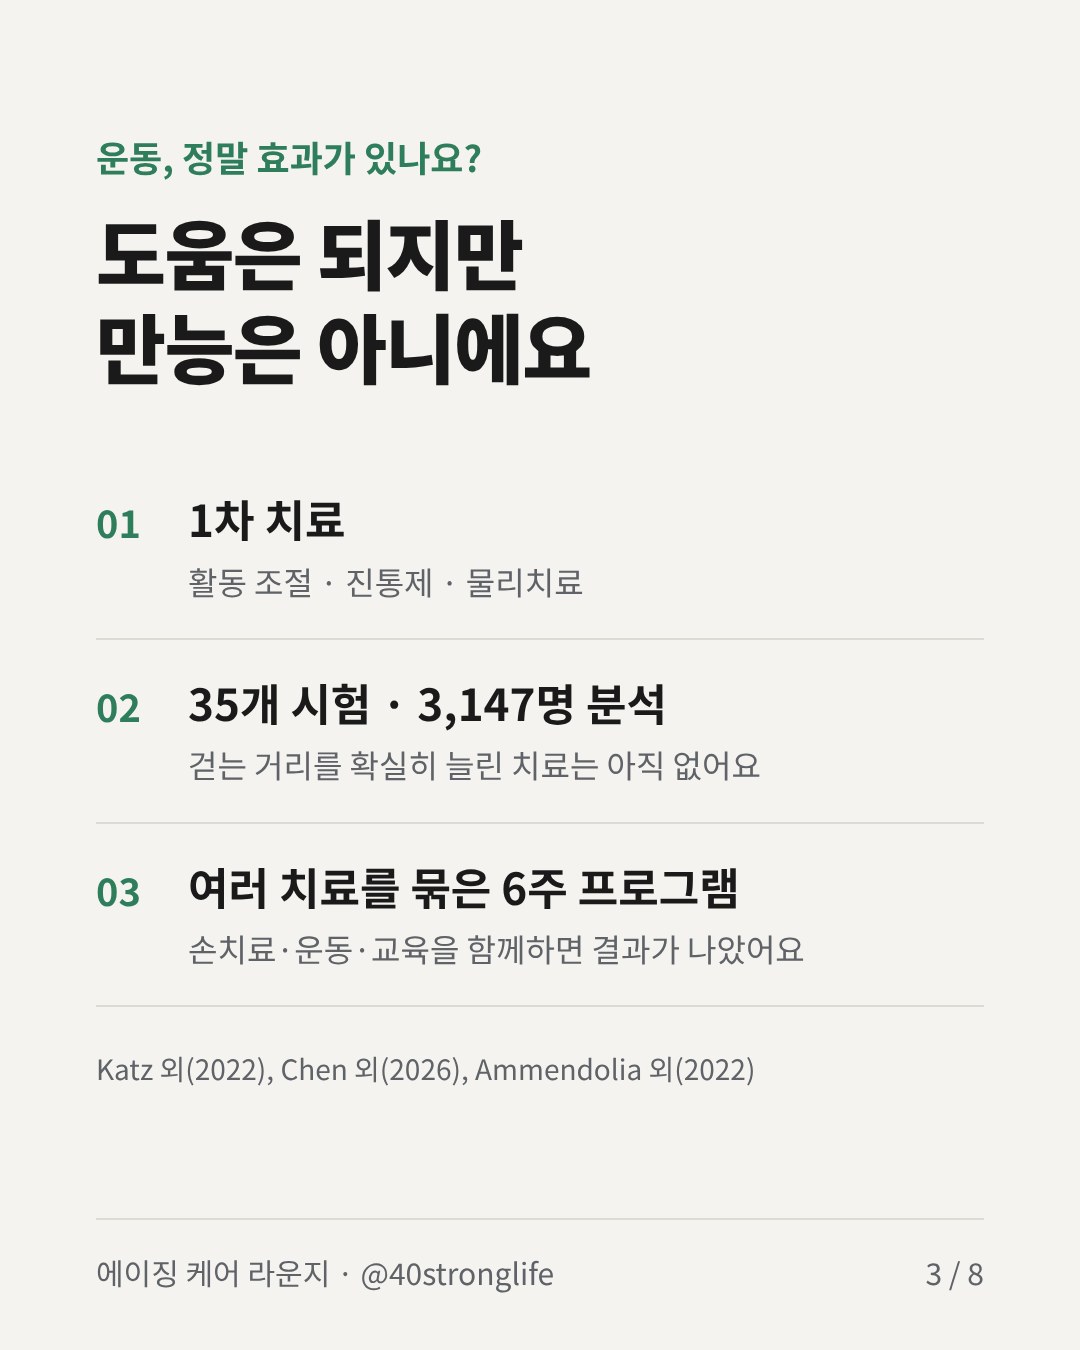 운동, 정말 효과가 있나요?
도움은 되지만
만능은 아니에요
01 1차 치료
활동 조절 · 진통제 · 물리치료
02 35개 시험 · 3,147명 분석
걷는 거리를 확실히 늘린 치료는 아직 없어요
03 여러 치료를 묶은 6주 프로그램
손치료·운동·교육을 함께하면 결과가 나았어요
Katz 외(2022), Chen 외(2026), Ammendolia 외(2022)
에이징 케어 라운지 · @40stronglife 3 / 8